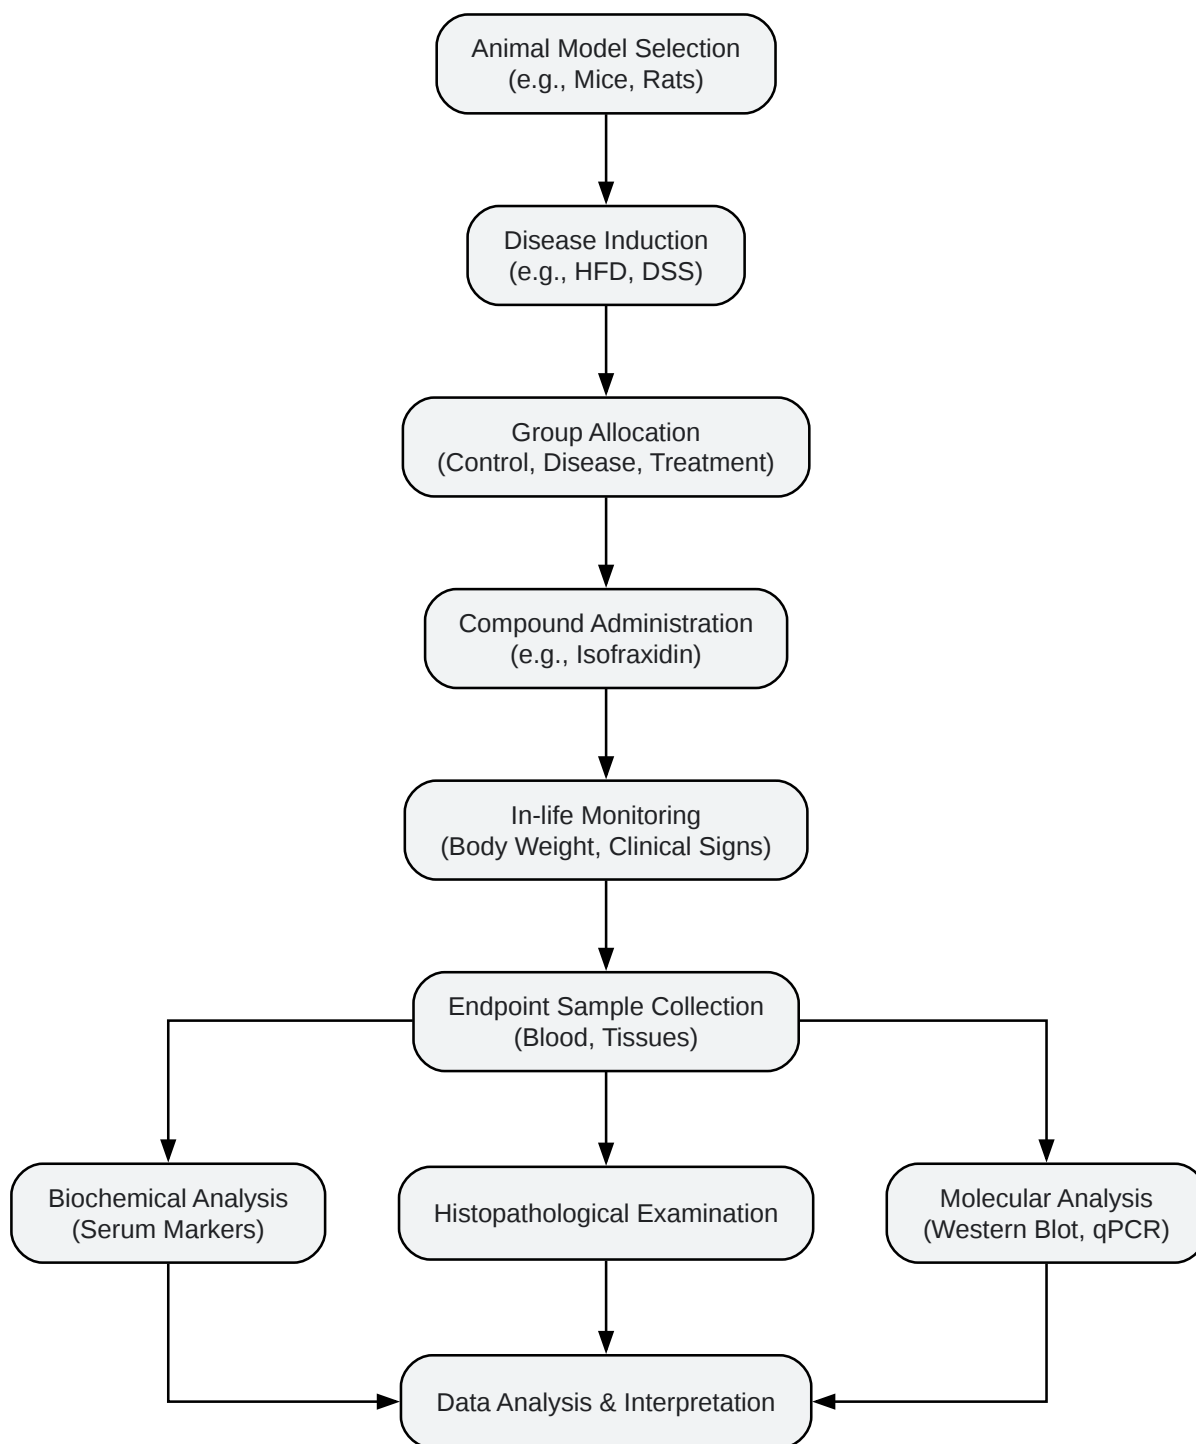 Animal Model Selection
(e.g., Mice, Rats)
Disease Induction
(e.g., HFD, DSS)
Group Allocation
(Control, Disease, Treatment)
Compound Administration
(e.g., Isofraxidin)
In-life Monitoring
(Body Weight, Clinical Signs)
Endpoint Sample Collection
(Blood, Tissues)
Biochemical Analysis
(Serum Markers)
Histopathological Examination
Molecular Analysis
(Western Blot, qPCR)
Data Analysis & Interpretation